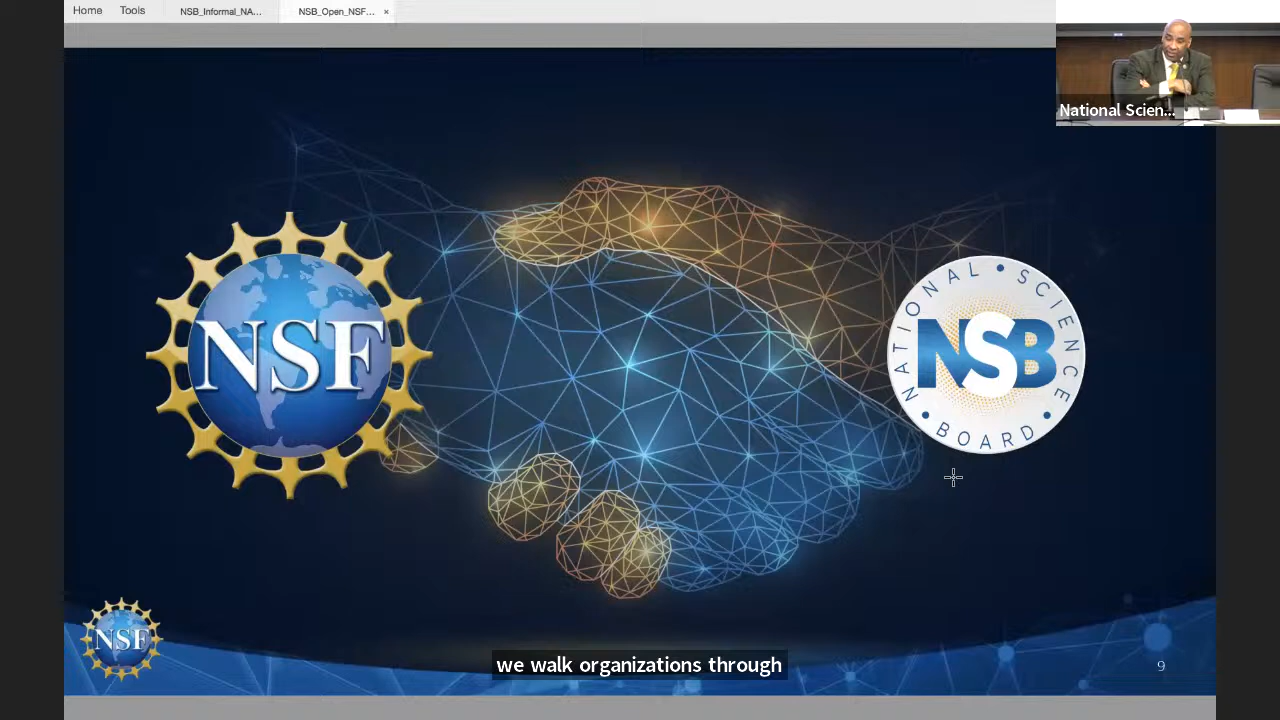 Home
Tools
NSB_Informal_NA...
NSB_Open_NSF...
×
National Scien...
NSF
NATIONAL • SCIENCE • BOARD •
NSB
NSF
we walk organizations through
9